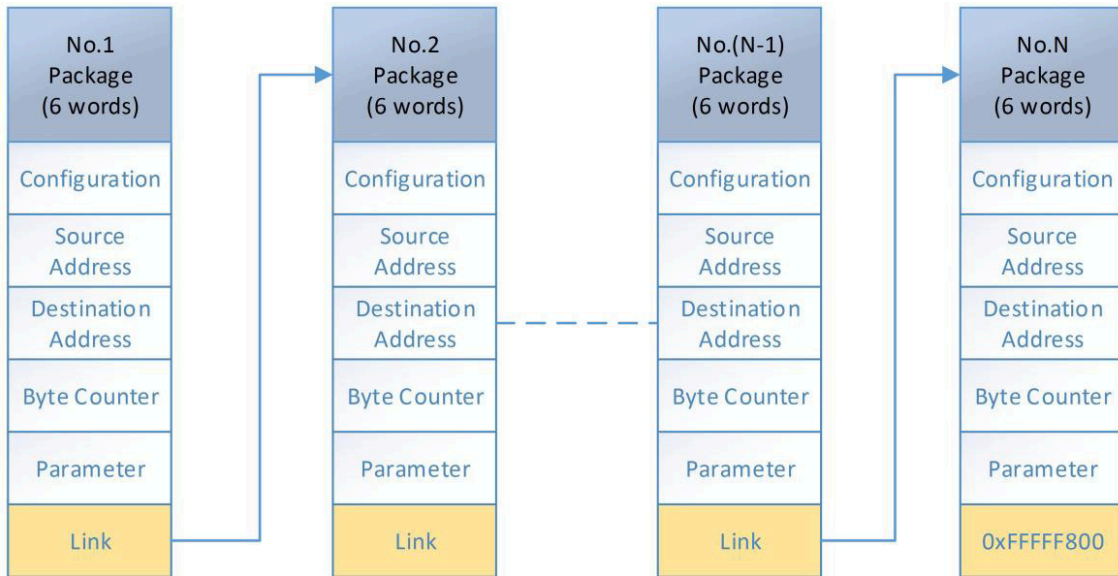 No.1
Package
(6 words)
Configuration
Source
Address
Destination
Address
Byte Counter
Parameter
Link
No.2
Package
(6 words)
Configuration
Source
Address
Destination
Address
Byte Counter
Parameter
Link
No.(N-1)
Package
(6 words)
Configuration
Source
Address
Destination
Address
Byte Counter
Parameter
Link
No.N
Package
(6 words)
Configuration
Source
Address
Destination
Address
Byte Counter
Parameter
0xFFFFF800